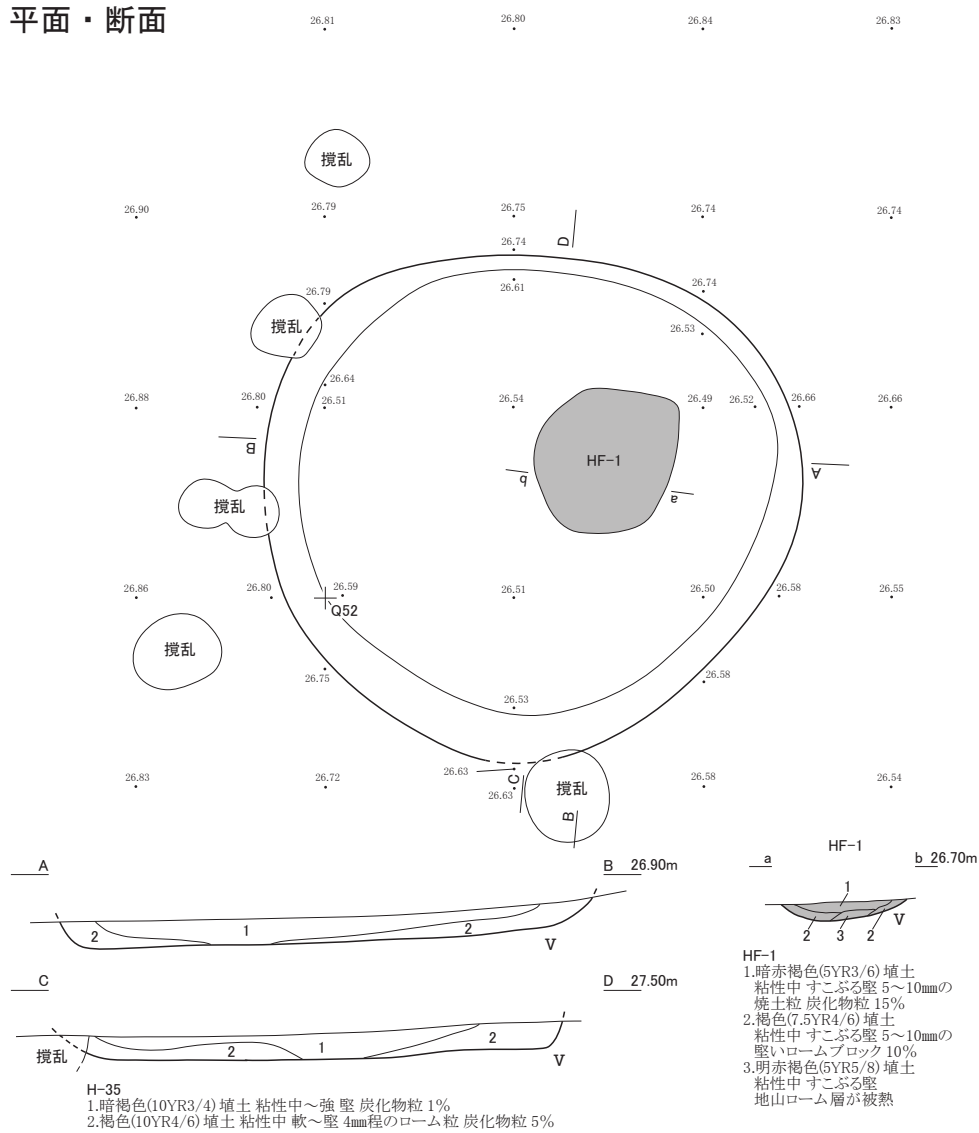 平面・断面
26.81 26.80 26.84 26.83
撹乱
26.90 26.79 26.75 26.74 26.74
D
26.74
26.79 26.61 26.74
撹乱 26.53
26.64
26.88 26.80 26.51 26.54 26.49 26.52 26.66 26.66
B HF-1 A
b a
撹乱
26.86 26.80 26.59 26.51 26.50 26.58 26.55
Q52
撹乱
26.75 26.58
26.53
26.63
26.83 26.72 26.63 C 26.58 26.54
撹乱
B
A B 26.90m
2 1 2
V
C D 27.50m
2 1 2
撹乱 V
H-35
1.暗褐色(10YR3/4)埴土 粘性中～強 堅 炭化物粒 1%
2.褐色(10YR4/6)埴土 粘性中 軟～堅 4mm程のローム粒 炭化物粒 5%
HF-1
a b 26.70m
1
V
2 3 2
HF-1
1.暗赤褐色(5YR3/6)埴土
粘性中 すこぶる堅 5～10mmの
焼土粒 炭化物粒 15%
2.褐色(7.5YR4/6)埴土
粘性中 すこぶる堅 5～10mmの
堅いロームブロック 10%
3.明赤褐色(5YR5/8)埴土
粘性中 すこぶる堅
地山ローム層が被熱